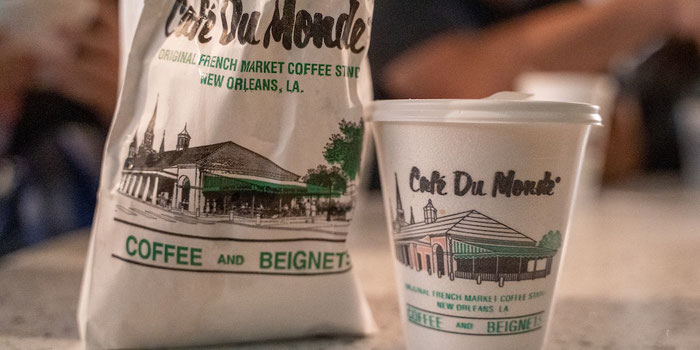 Café Du Monde®
ORIGINAL FRENCH MARKET COFFEE STAND
NEW ORLEANS, LA.
COFFEE AND BEIGNETS
Café Du Monde®
ORIGINAL FRENCH MARKET COFFEE STAND
NEW ORLEANS, LA
COFFEE AND BEIGNETS